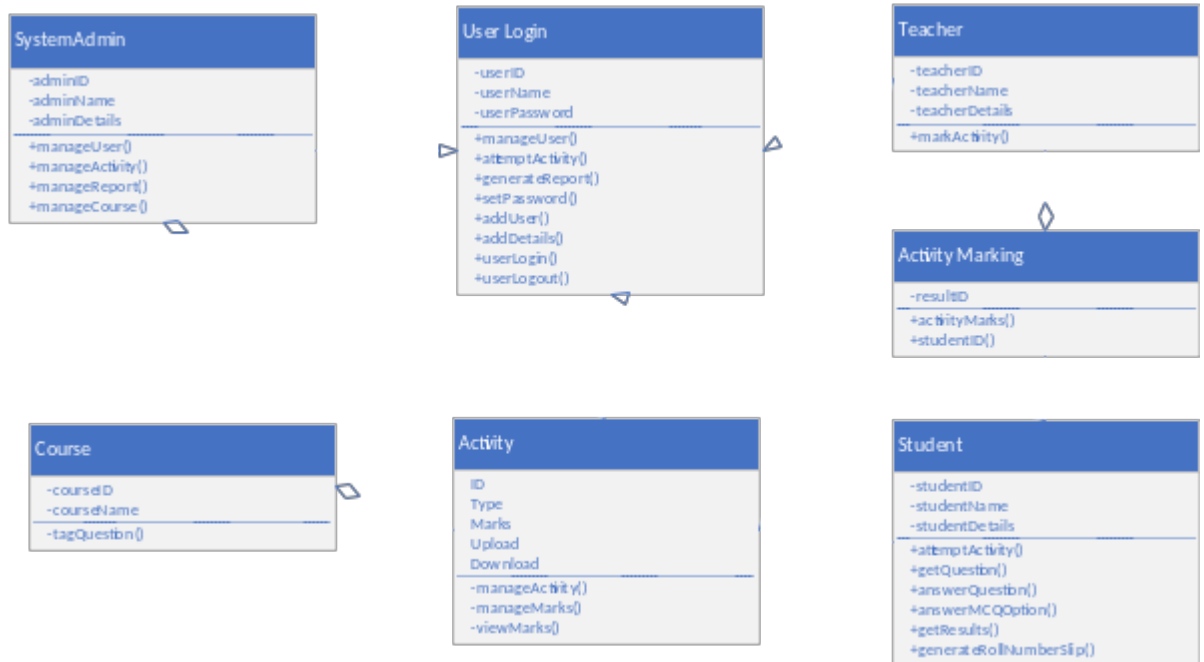 SystemAdmin
-adminID
-adminName
-adminDetails
+manageUser()
+manageActivity()
+manageReport()
+manageCourse()
User Login
-userID
-userName
-userPassword
+manageUser()
+attemptActivity()
+generateReport()
+setPassword()
+addUser()
+addDetails()
+userLogin()
+userLogout()
Teacher
-teacherID
-teacherName
-teacherDetails
+markActivity()
Activity Marking
-resultID
+activityMarks()
+studentID()
Course
-courseID
-courseName
-tagQuestion()
Activity
ID
Type
Marks
Upload
Download
-manageActivity()
-manageMarks()
-viewMarks()
Student
-studentID
-studentName
-studentDetails
+attemptActivity()
+getQuestion()
+answerQuestion()
+answerMCQOption()
+getResults()
+generateRollNumberSlip()